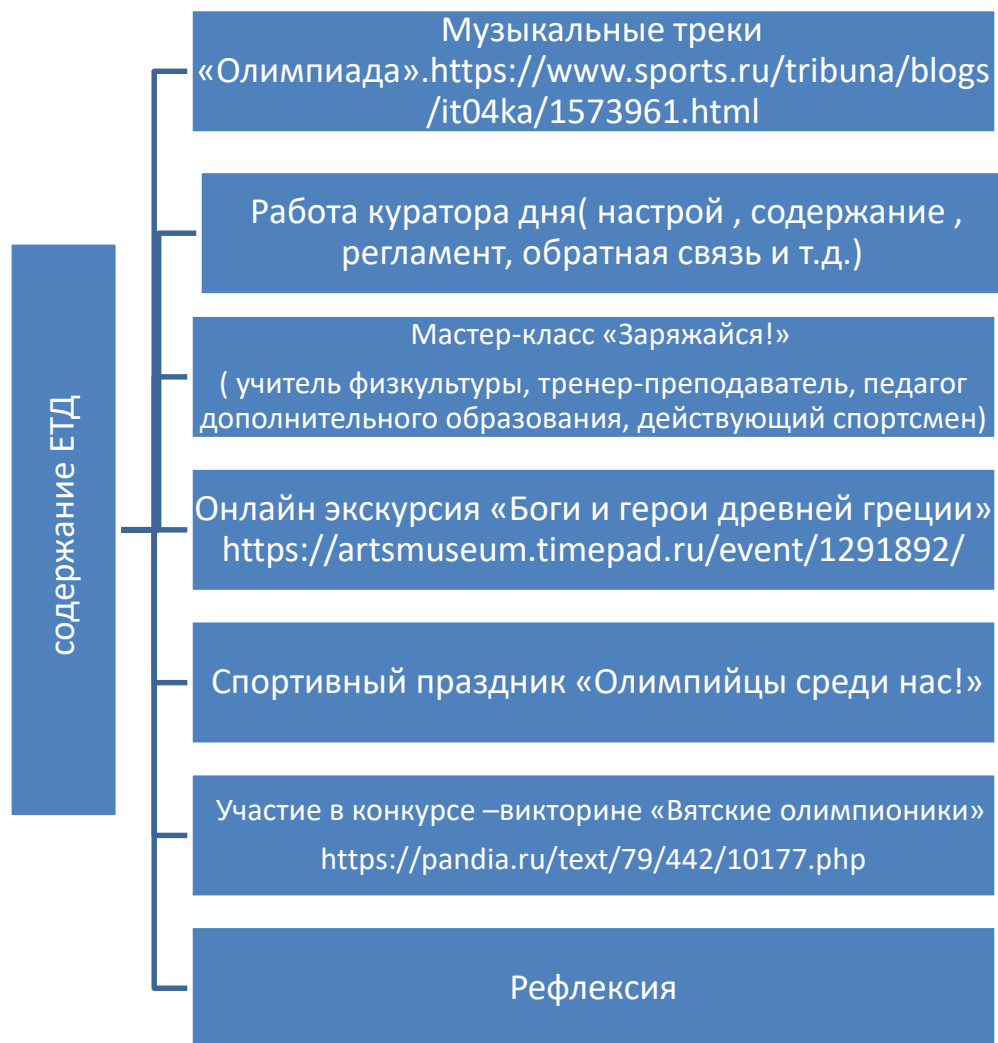 содержание ЕТД
Музыкальные треки
«Олимпиада».https://www.sports.ru/tribuna/blogs
/it04ka/1573961.html
Работа куратора дня( настрой , содержание ,
регламент, обратная связь и т.д.)
Мастер-класс «Заряжайся!»
( учитель физкультуры, тренер-преподаватель, педагог
дополнительного образования, действующий спортсмен)
Онлайн экскурсия «Боги и герои древней греции»
https://artsmuseum.timepad.ru/event/1291892/
Спортивный праздник «Олимпийцы среди нас!»
Участие в конкурсе –викторине «Вятские олимпионики»
https://pandia.ru/text/79/442/10177.php
Рефлексия